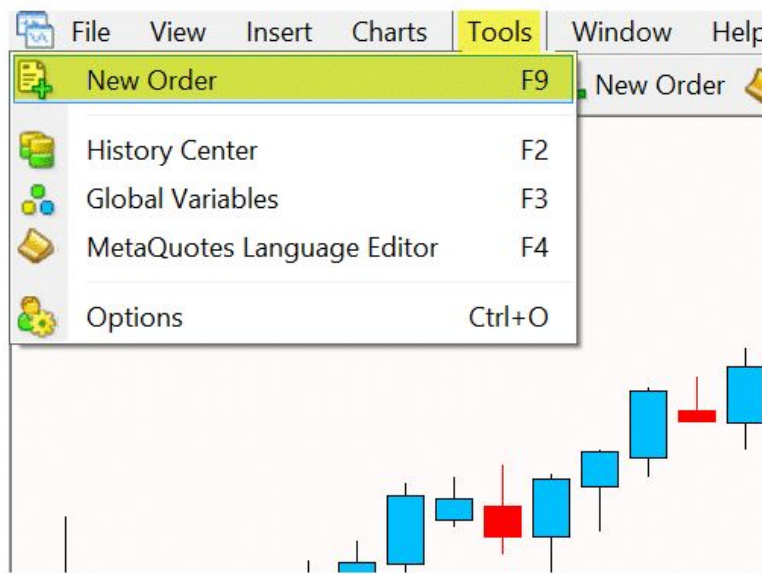 File View Insert Charts Tools Window Help
New Order F9
New Order
History Center F2
Global Variables F3
MetaQuotes Language Editor F4
Options Ctrl+O